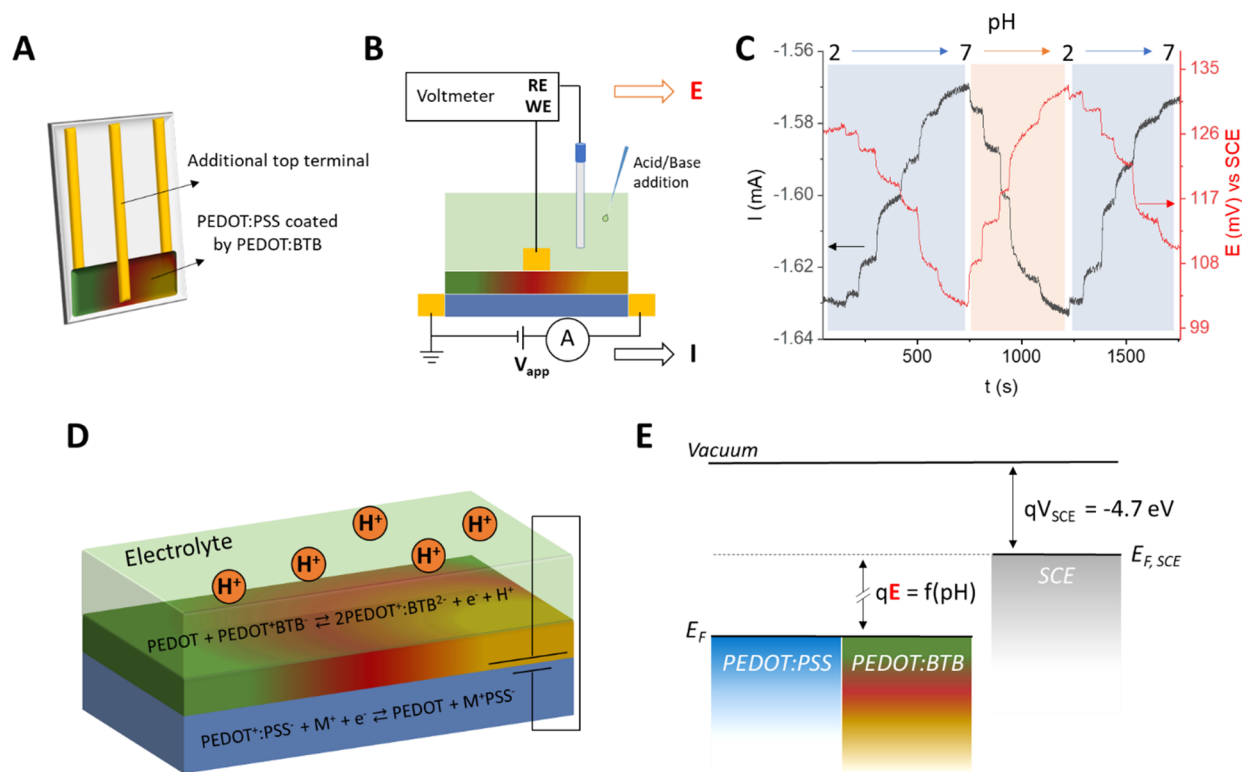 A
Additional top terminal
PEDOT:PSS coated
by PEDOT:BTB
B
Voltmeter
RE
WE
E
Acid/Base
addition
A
V_app
I
C
pH
2
7
2
7
-1.56
-1.58
-1.60
-1.62
-1.64
I (mA)
135
126
117
108
99
E (mV) vs SCE
500
1000
1500
t (s)
D
Electrolyte
H⁺
H⁺
H⁺
H⁺
H⁺
PEDOT + PEDOT⁺BTB⁻ ⇄ 2PEDOT⁺:BTB²⁻ + e⁻ + H⁺
PEDOT⁺:PSS⁻ + M⁺ + e⁻ ⇄ PEDOT + M⁺PSS⁻
E
Vacuum
qV_SCE = -4.7 eV
E_F, SCE
SCE
qE = f(pH)
E_F
PEDOT:PSS
PEDOT:BTB